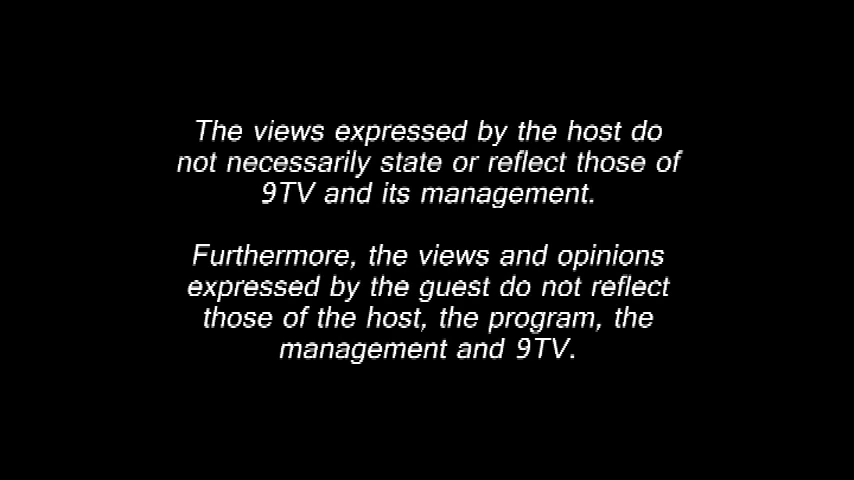 The views expressed by the host do
not necessarily state or reflect those of
9TV and its management.
Furthermore, the views and opinions
expressed by the guest do not reflect
those of the host, the program, the
management and 9TV.